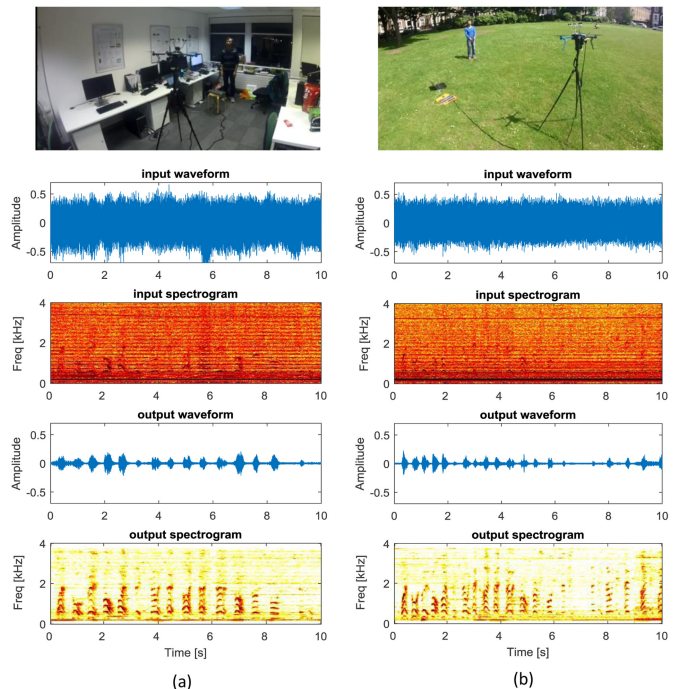 input waveform
Amplitude
0.5
0
-0.5
0 2 4 6 8 10
input spectrogram
Freq [kHz]
4
2
0
0 2 4 6 8 10
output waveform
Amplitude
0.5
0
-0.5
0 2 4 6 8 10
output spectrogram
Freq [kHz]
4
2
0
0 2 4 6 8 10
Time [s]
(a)
input waveform
Amplitude
0.5
0
-0.5
0 2 4 6 8 10
input spectrogram
Freq [kHz]
4
2
0
0 2 4 6 8 10
output waveform
Amplitude
0.5
0
-0.5
0 2 4 6 8 10
output spectrogram
Freq [kHz]
4
2
0
0 2 4 6 8 10
Time [s]
(b)